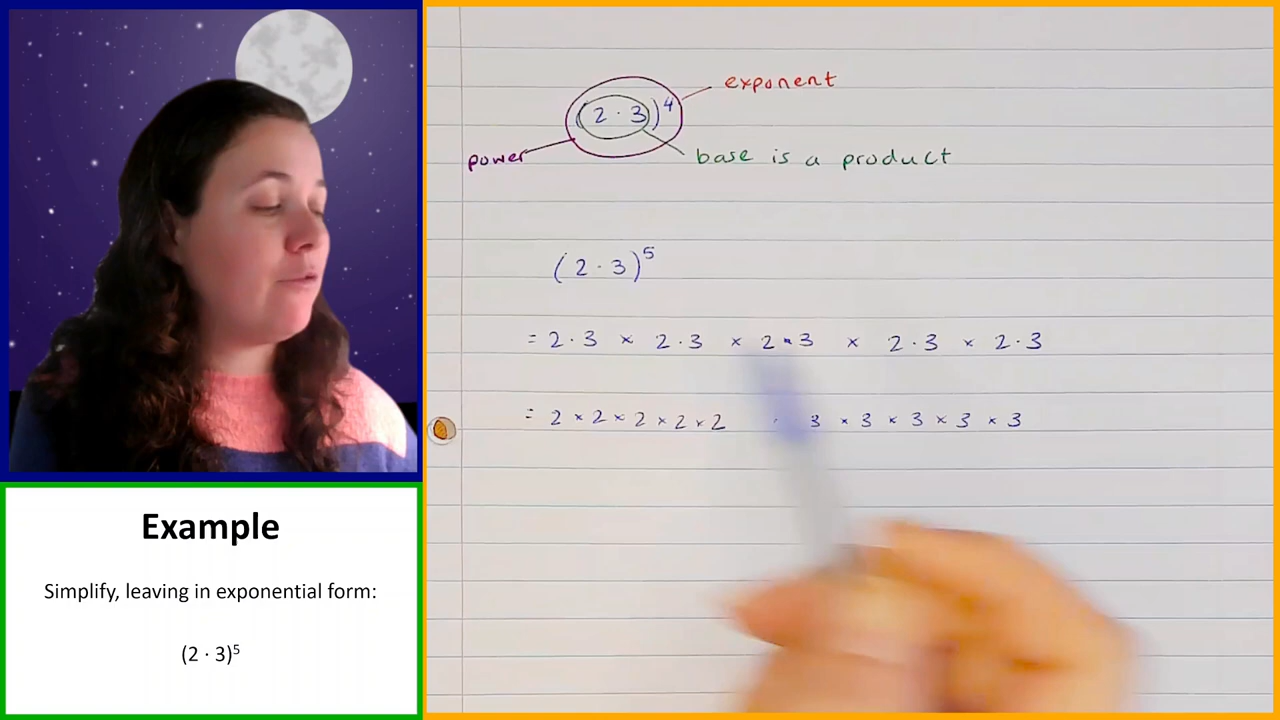 exponent
(2 · 3)⁴
power
base is a product
(2 · 3)⁵
= 2 · 3 × 2 · 3 × 2 · 3 × 2 · 3 × 2 · 3
= 2 × 2 × 2 × 2 × 2 · 3 × 3 × 3 × 3 × 3
Example
Simplify, leaving in exponential form:
(2 · 3)⁵